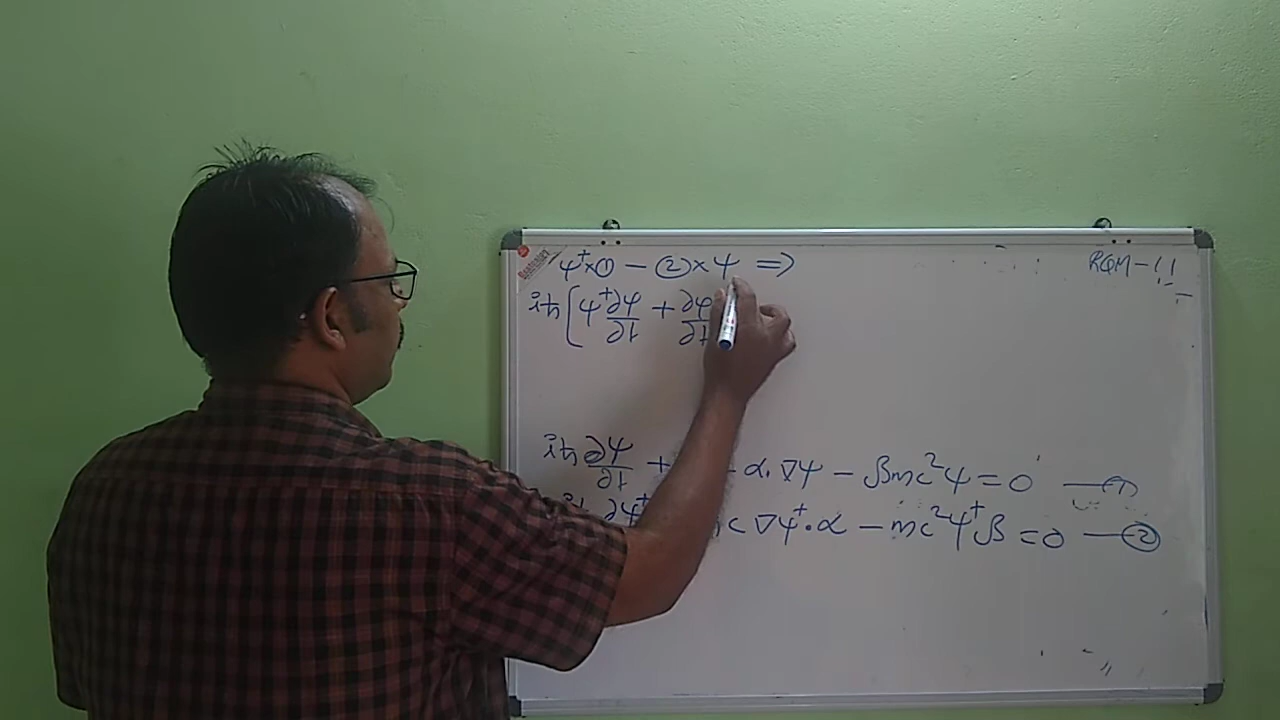 ψ†×① − ②×ψ ⇒
RQM-11
iħ[ψ†∂ψ/∂t + ∂ψ/∂t
iħ∂ψ/∂t + α.∇ψ − βmc²ψ = 0 —①
∂ψ† c∇ψ†.α − mc²ψ†β = 0 —②